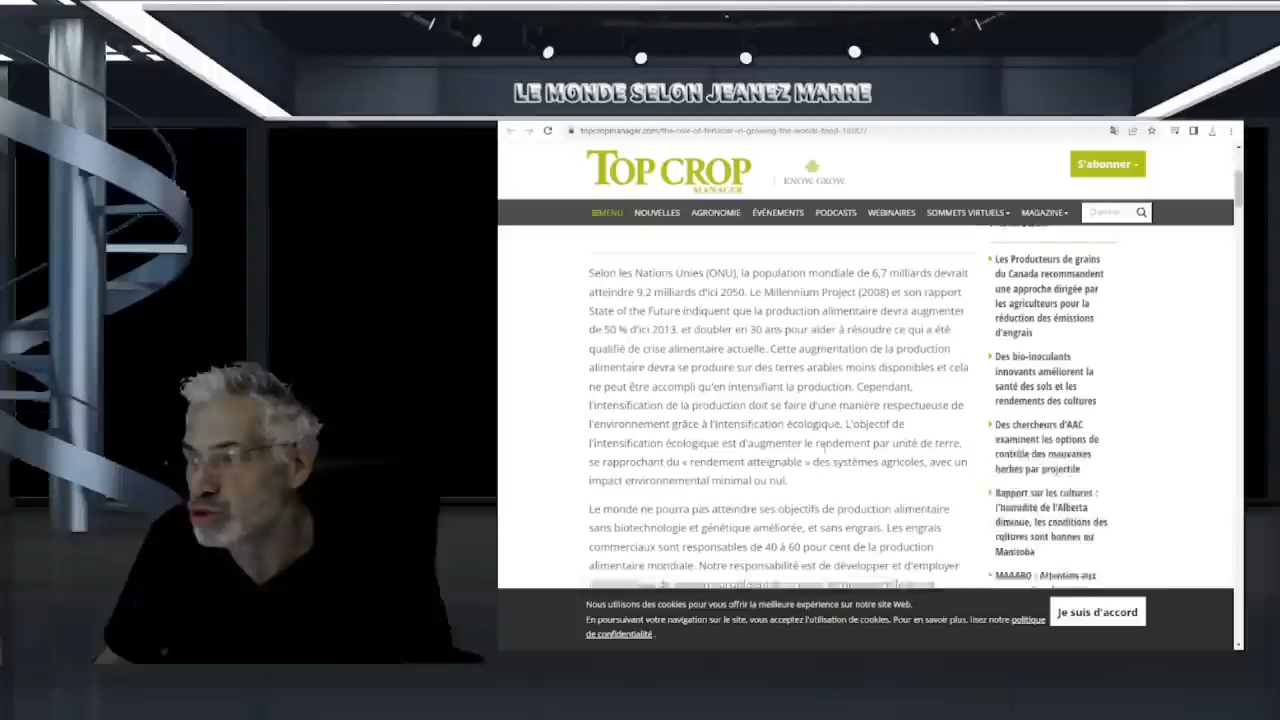 LE MONDE SELON JEANEZ MARRE
TOP CROP
MANAGER
KNOW. GROW.
S'abonner
MENU NOUVELLES AGRONOMIE ÉVÉNEMENTS PODCASTS WEBINAIRES SOMMETS VIRTUELS MAGAZINE
Selon les Nations Unies (ONU), la population mondiale de 6,7 milliards devrait
atteindre 9,2 milliards d'ici 2050. Le Millennium Project (2008) et son rapport
State of the Future indiquent que la production alimentaire devra augmenter
de 50 % d'ici 2013, et doubler en 30 ans pour aider à résoudre ce qui a été
qualifié de crise alimentaire actuelle. Cette augmentation de la production
alimentaire devra se produire sur des terres arables moins disponibles et cela
ne peut être accompli qu'en intensifiant la production. Cependant,
l'intensification de la production doit se faire d'une manière respectueuse de
l'environnement grâce à l'intensification écologique. L'objectif de
l'intensification écologique est d'augmenter le rendement par unité de terre,
se rapprochant du « rendement atteignable » des systèmes agricoles, avec un
impact environnemental minimal ou nul.
Le monde ne pourra pas atteindre ses objectifs de production alimentaire
sans biotechnologie et génétique améliorée, et sans engrais. Les engrais
commerciaux sont responsables de 40 à 60 pour cent de la production
alimentaire mondiale. Notre responsabilité est de développer et d'employer
Les Producteurs de grains
du Canada recommandent
une approche dirigée par
les agriculteurs pour la
réduction des émissions
d'engrais
Des bio-inoculants
innovants améliorent la
santé des sols et les
rendements des cultures
Des chercheurs d'AAC
examinent les options de
contrôle des mauvaises
herbes par projectile
Rapport sur les cultures :
l'humidité de l'Alberta
diminue, les conditions des
cultures sont bonnes au
Manitoba
MAAARO : Attention aux
Nous utilisons des cookies pour vous offrir la meilleure expérience sur notre site Web.
En poursuivant votre navigation sur le site, vous acceptez l'utilisation de cookies. Pour en savoir plus, lisez notre politique
de confidentialité .
Je suis d'accord